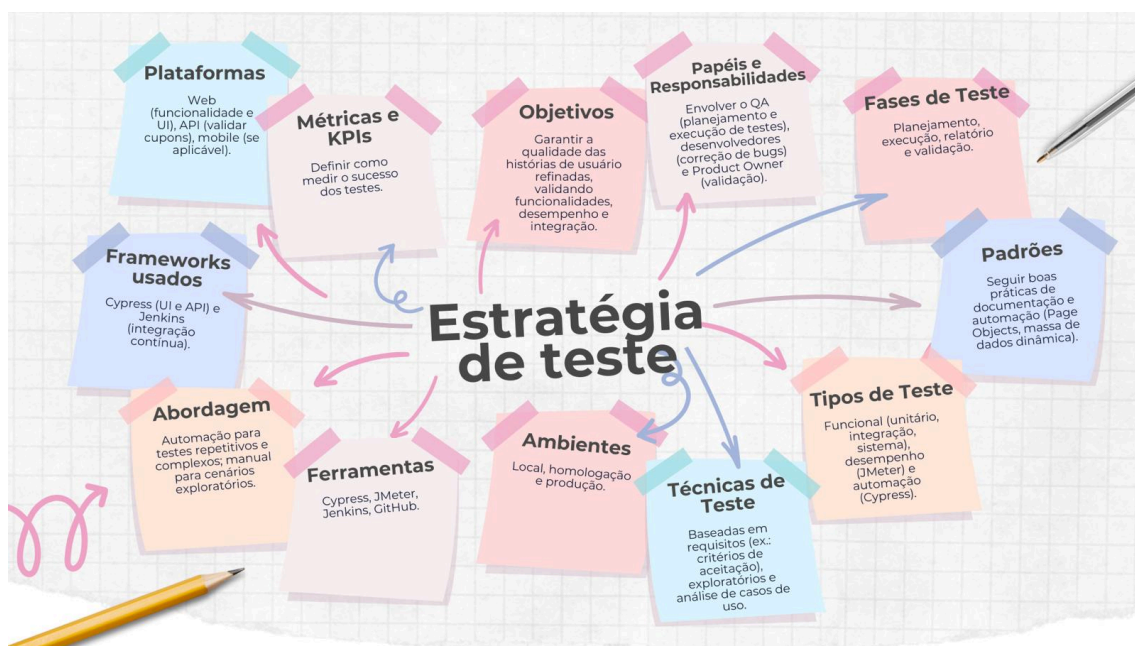 Plataformas
Web
(funcionalidade e
UI), API (validar
cupons), mobile (se
aplicável).
Métricas e
KPIs
Definir como
medir o sucesso
dos testes.
Objetivos
Garantir a
qualidade das
histórias de usuário
refinadas,
validando
funcionalidades,
desempenho e
integração.
Papéis e
Responsabilidades
Envolver o QA
(planejamento e
execução de testes),
desenvolvedores
(correção de bugs)
e Product Owner
(validação).
Fases de Teste
Planejamento,
execução, relatório
e validação.
Frameworks
usados
Cypress (UI e API) e
Jenkins
(integração
contínua).
Estratégia
de teste
Padrões
Seguir boas
práticas de
documentação e
automação (Page
Objects, massa de
dados dinâmica).
Abordagem
Automação para
testes repetitivos e
complexos; manual
para cenários
exploratórios.
Ferramentas
Cypress, JMeter,
Jenkins, GitHub.
Ambientes
Local, homologação
e produção.
Técnicas de
Teste
Baseadas em
requisitos (ex.:
critérios de
aceitação),
exploratórios e
análise de casos de
uso.
Tipos de Teste
Funcional (unitário,
integração,
sistema),
desempenho
(JMeter) e
automação
(Cypress).